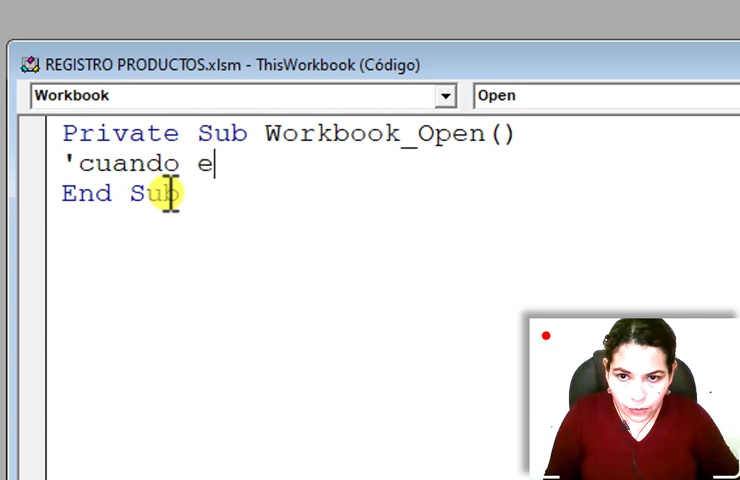 REGISTRO PRODUCTOS.xlsm - ThisWorkbook (Código)
Workbook
Open
Private Sub Workbook_Open()
'cuando e
End Sub